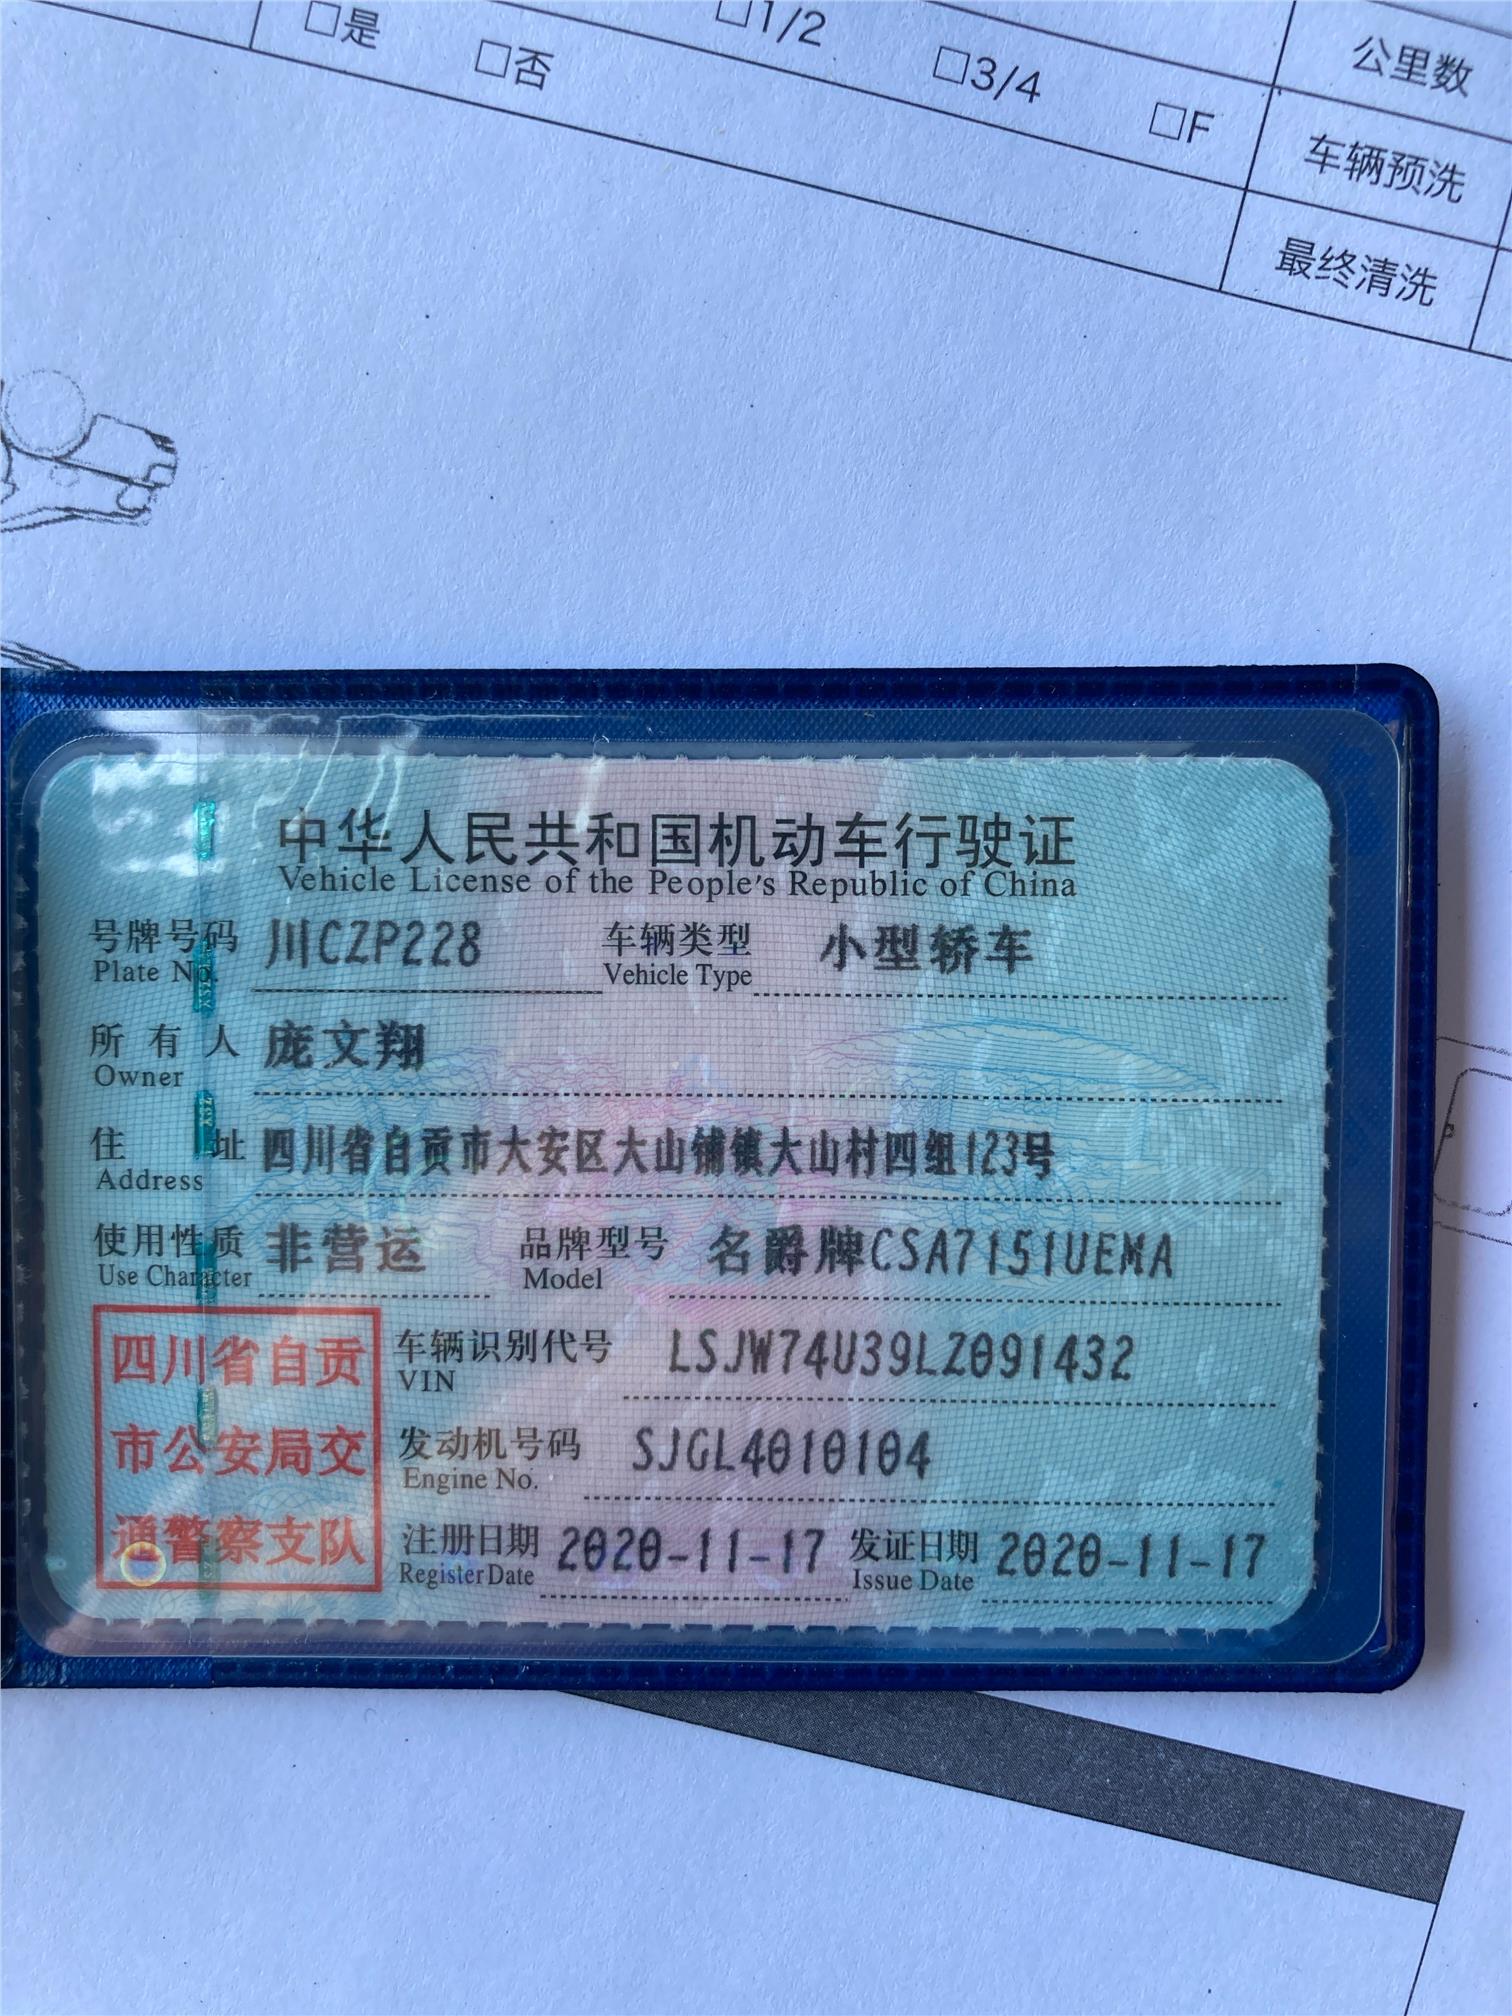 □是 □否 □1/2 □3/4 □F
公里数
车辆预洗
最终清洗
中华人民共和国机动车行驶证
Vehicle License of the People's Republic of China
号牌号码 川CZP228 车辆类型 小型轿车
Plate No. Vehicle Type
所有人 庞文翔
Owner
住址 四川省自贡市大安区大山铺镇大山村四组123号
Address
使用性质 非营运 品牌型号 名爵牌CSA7151UEMA
Use Character Model
四川省自贡
市公安局交
通警察支队
车辆识别代号 LSJW74U39LZ091432
VIN
发动机号码 SJGL4010104
Engine No.
注册日期 2020-11-17 发证日期 2020-11-17
Register Date Issue Date